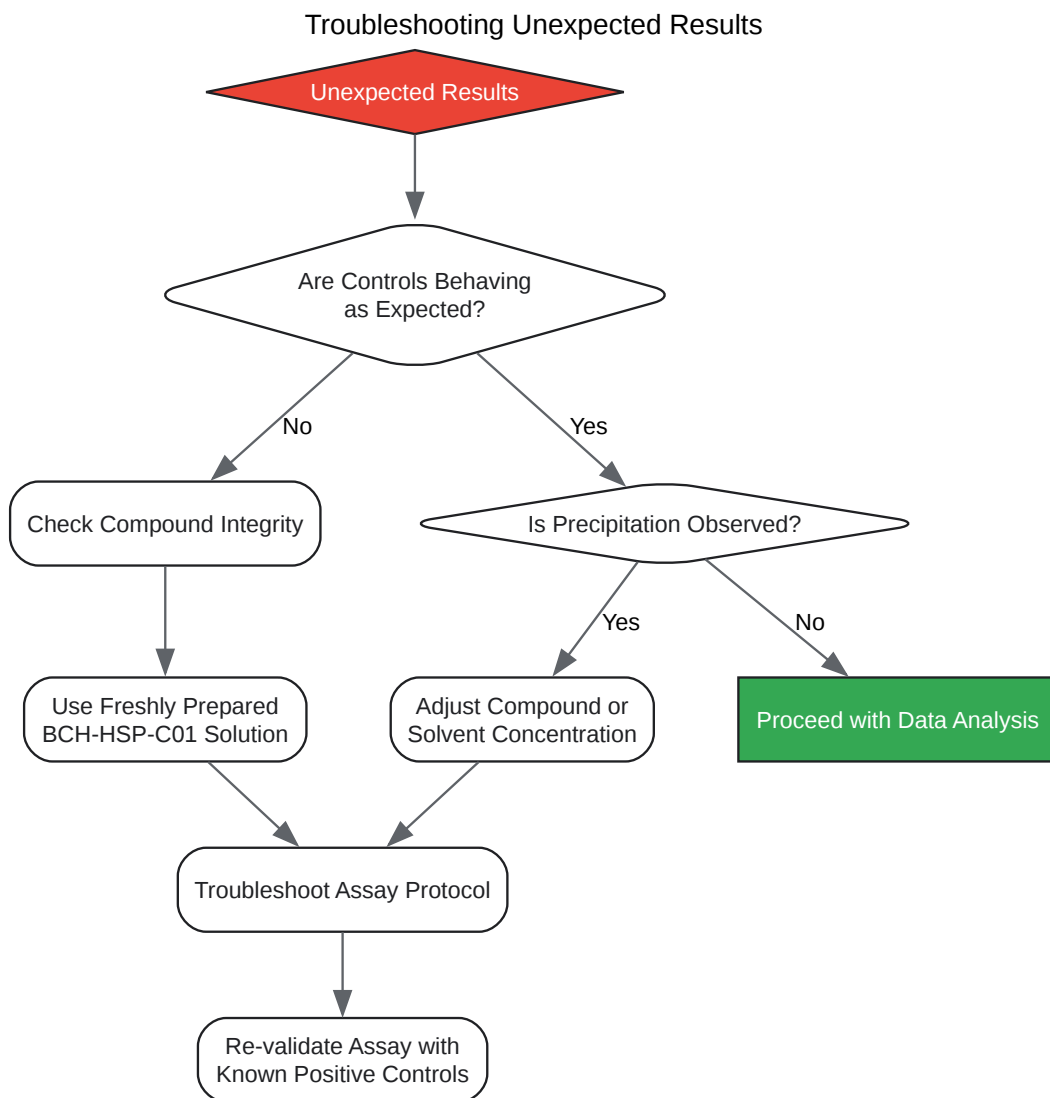 Troubleshooting Unexpected Results
Unexpected Results
Are Controls Behaving
as Expected?
No
Yes
Check Compound Integrity
Is Precipitation Observed?
Yes
No
Use Freshly Prepared
BCH-HSP-C01 Solution
Adjust Compound or
Solvent Concentration
Proceed with Data Analysis
Troubleshoot Assay Protocol
Re-validate Assay with
Known Positive Controls